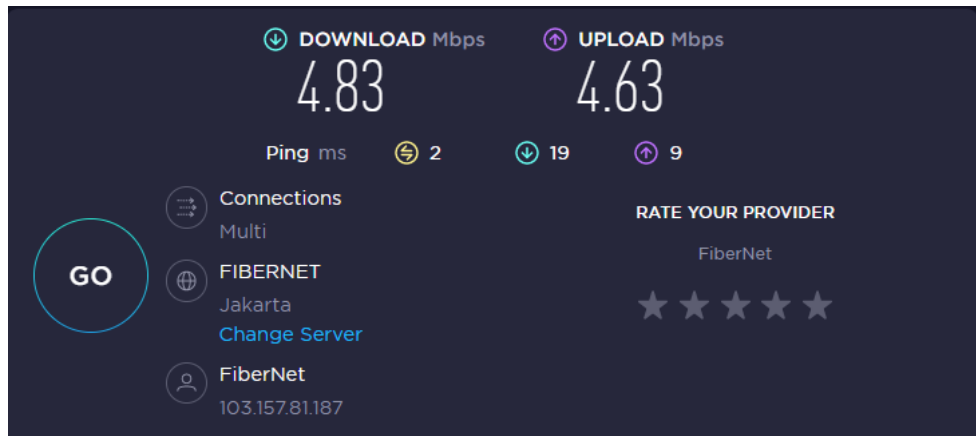 DOWNLOAD Mbps UPLOAD Mbps
4.83 4.63
Ping ms 2 19 9
Connections
Multi
RATE YOUR PROVIDER
FiberNet
GO
FIBERNET
Jakarta
Change Server
FiberNet
103.157.81.187